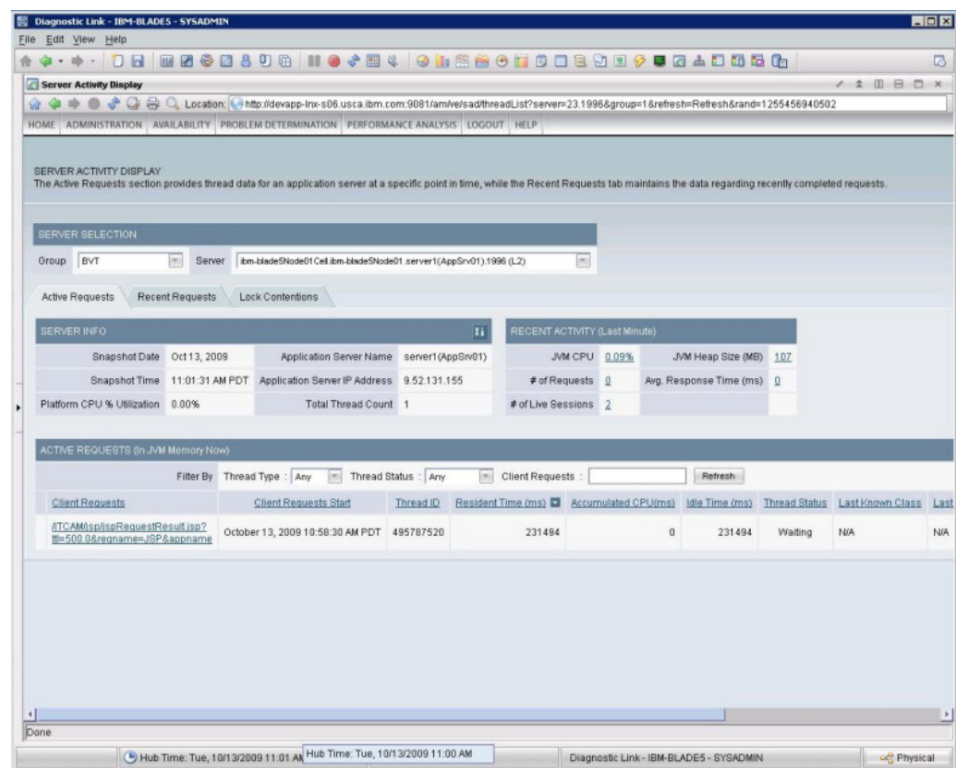 Diagnostic Link - IBM-BLADE5 - SYSADMIN
File Edit View Help
Server Activity Display
Location: http://devapp-lnx-s06.usca.ibm.com:9081/am/ve/sad/threadList?server=23.1996&group=1&refresh=Refresh&rand=1255456940502
HOME ADMINISTRATION AVAILABILITY PROBLEM DETERMINATION PERFORMANCE ANALYSIS LOGOUT HELP
SERVER ACTIVITY DISPLAY
The Active Requests section provides thread data for an application server at a specific point in time, while the Recent Requests tab maintains the data regarding recently completed requests.
SERVER SELECTION
Group BVT Server ibm-blade5Node01Cell.ibm-blade5Node01.server1(AppSrv01).1996 (L2)
Active Requests Recent Requests Lock Contentions
SERVER INFO RECENT ACTIVITY (Last Minute)
Snapshot Date Oct 13, 2009 Application Server Name server1(AppSrv01) JVM CPU 0.09% JVM Heap Size (MB) 107
Snapshot Time 11:01:31 AM PDT Application Server IP Address 9.52.131.155 # of Requests 0 Avg. Response Time (ms) 0
Platform CPU % Utilization 0.00% Total Thread Count 1 # of Live Sessions 2
ACTIVE REQUESTS (In JVM Memory Now)
Filter By Thread Type : Any Thread Status : Any Client Requests : Refresh
Client Requests Client Requests Start Thread ID Resident Time (ms) Accumulated CPU(ms) Idle Time (ms) Thread Status Last Known Class Last
/ITCAM/jsp/jspRequestResult.jsp?
ttl=500.0&reqname=JSP&appname October 13, 2009 10:58:30 AM PDT 495787520 231494 0 231494 Waiting N/A N/A
Done
Hub Time: Tue, 10/13/2009 11:01 AM Hub Time: Tue, 10/13/2009 11:00 AM Diagnostic Link - IBM-BLADE5 - SYSADMIN Physical